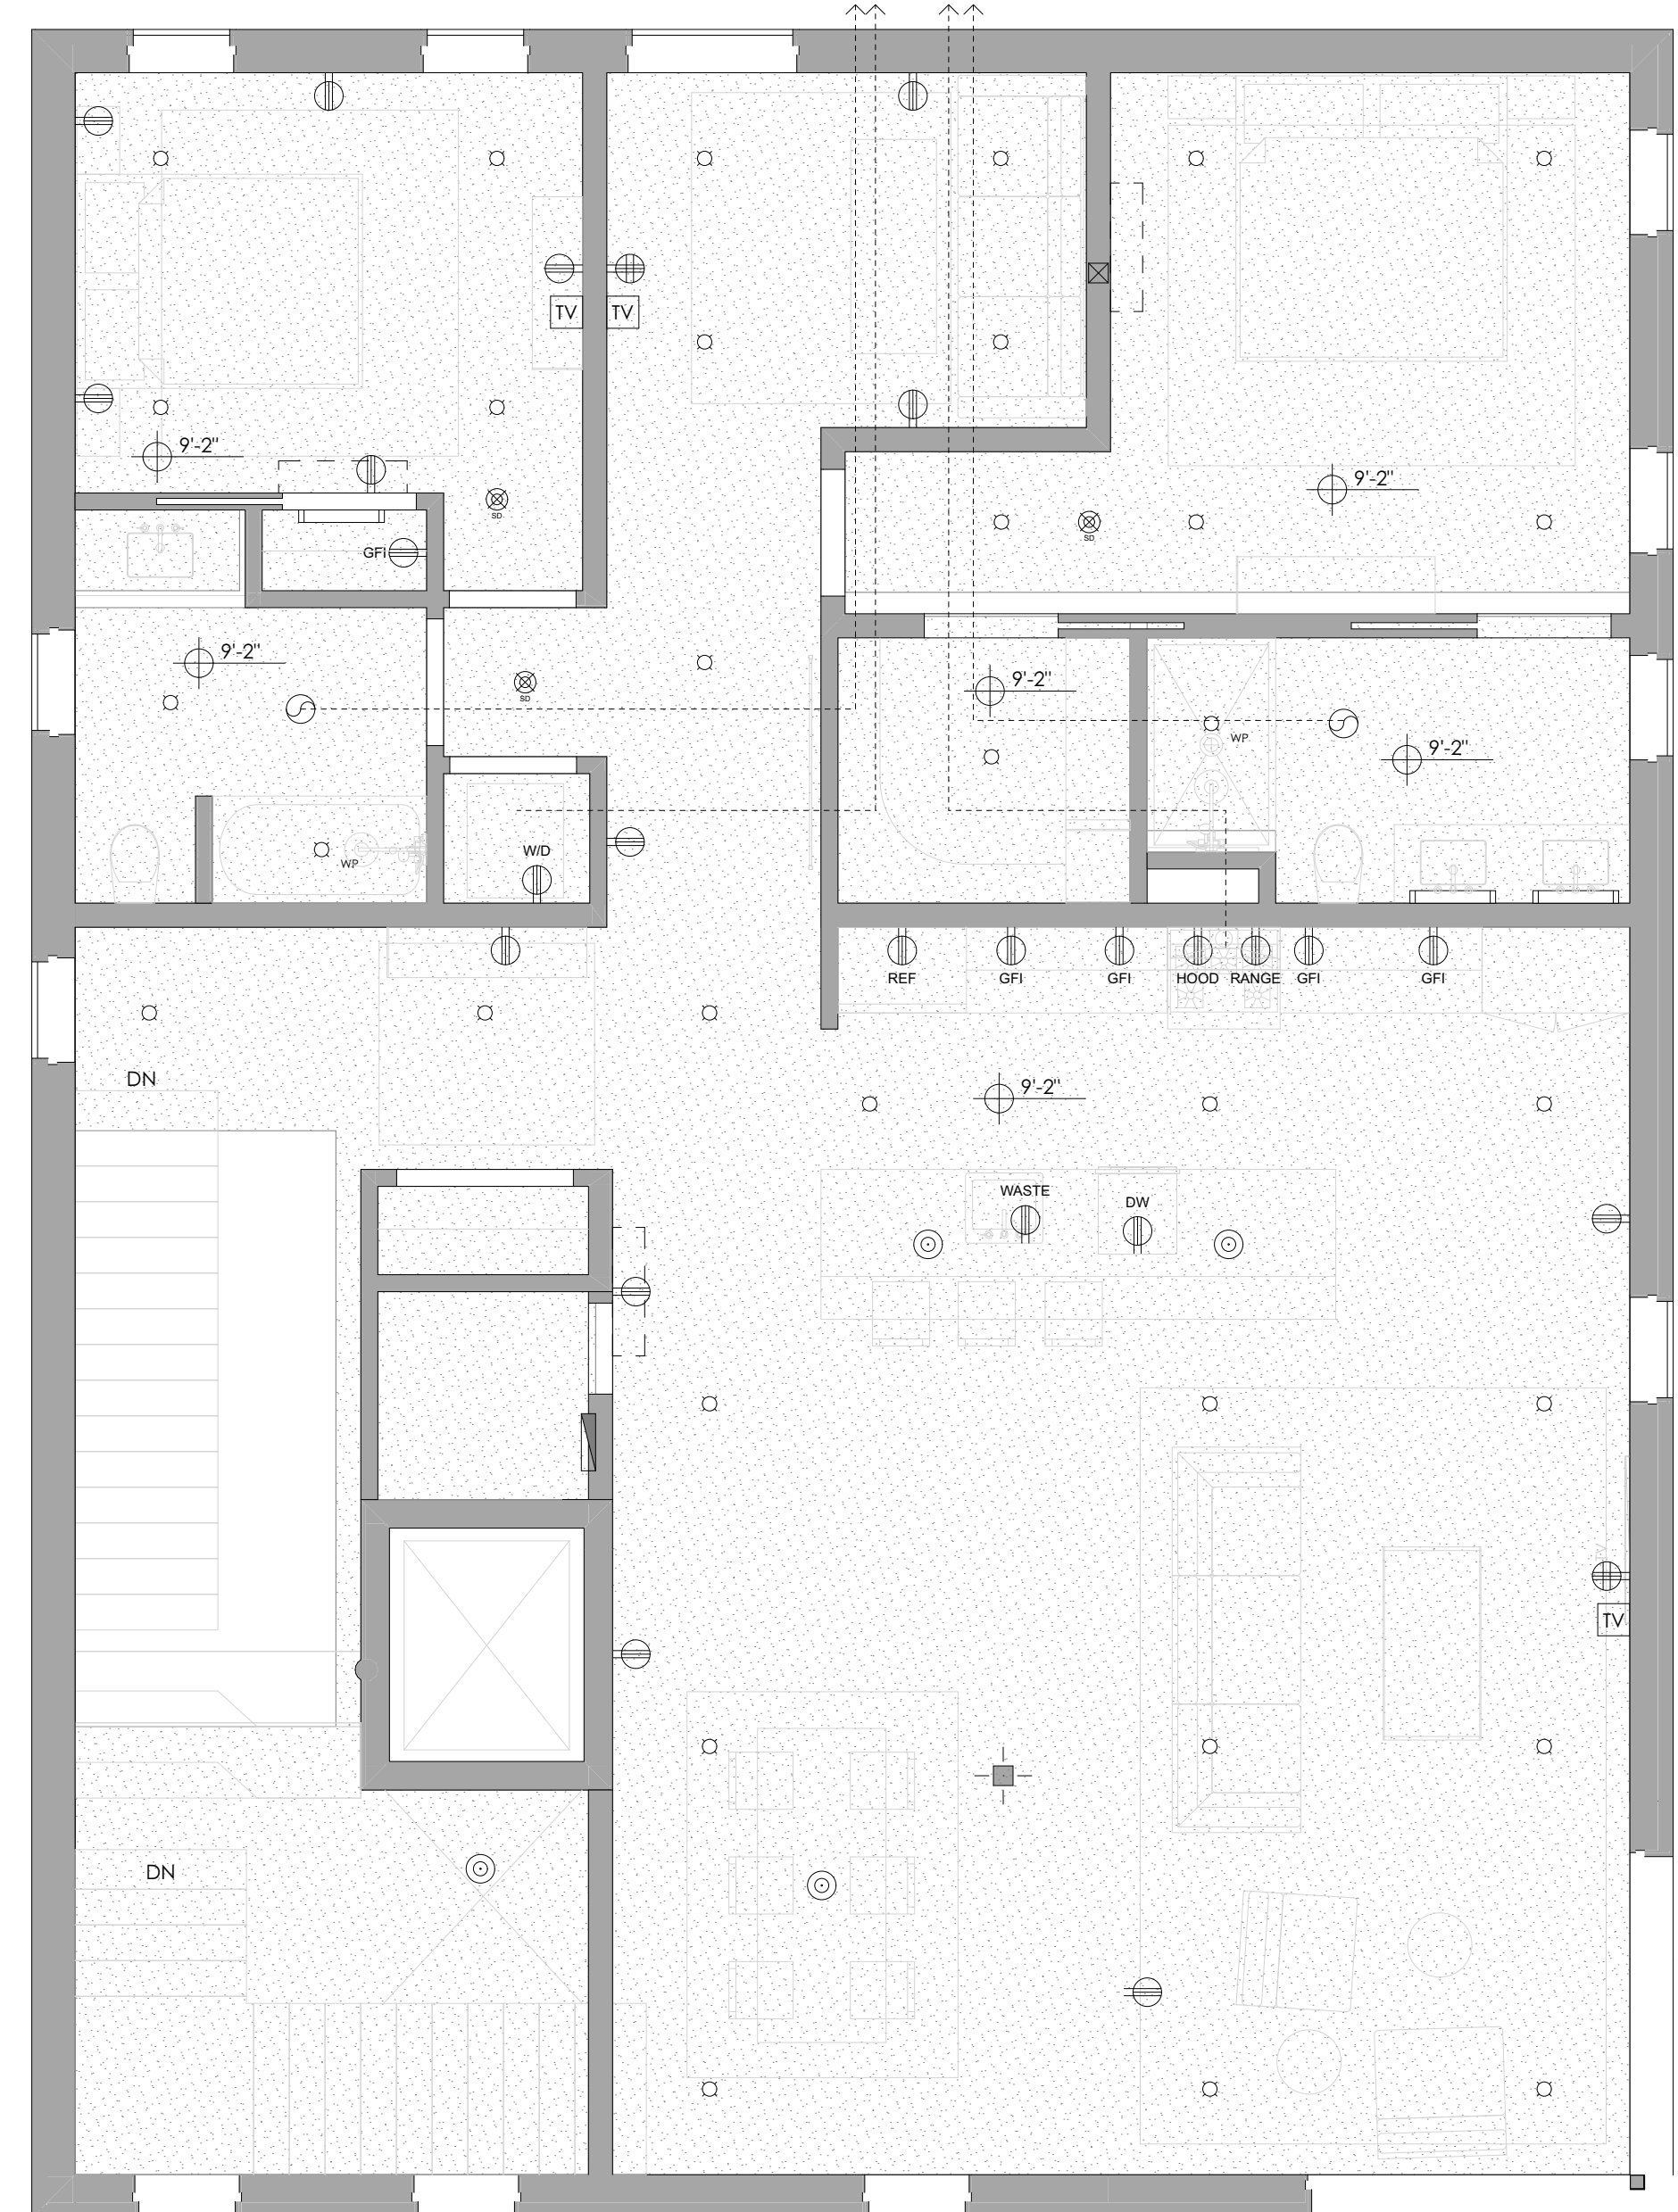 TV
TV
9'-2"
9'-2"
SD
SD
GFI
9'-2"
9'-2"
SD
WP
9'-2"
W/D
WP
REF
GFI
GFI
HOOD
RANGE
GFI
GFI
DN
9'-2"
WASTE
DW
TV
DN